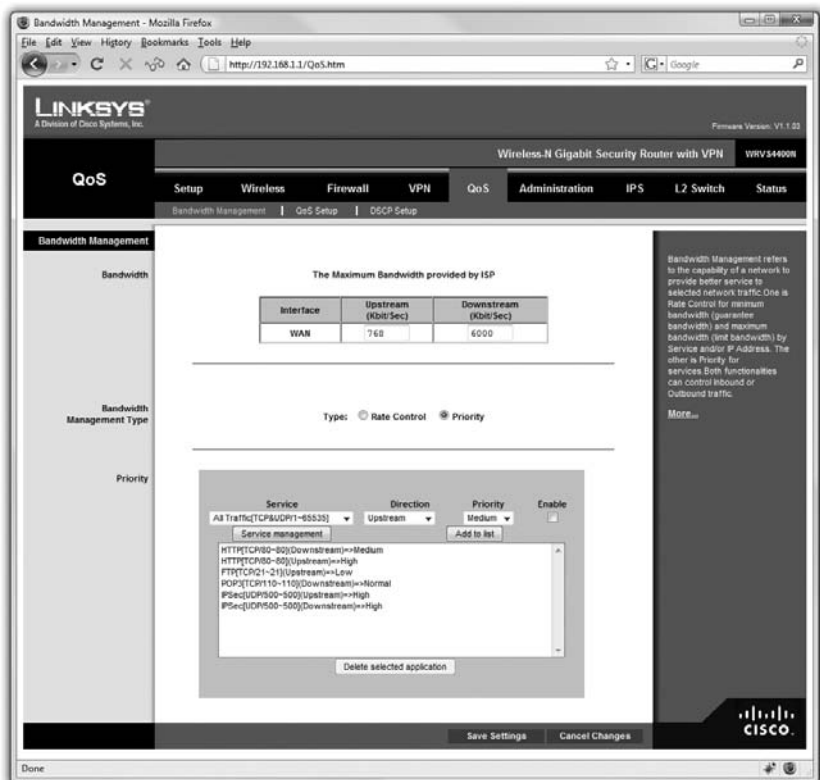 Bandwidth Management - Mozilla Firefox
File Edit View History Bookmarks Tools Help
http://192.168.1.1/QoS.htm
Google
LINKSYS®
A Division of Cisco Systems, Inc.
Firmware Version: V1.1.03
Wireless-N Gigabit Security Router with VPN WRVS4400N
QoS
Setup Wireless Firewall VPN QoS Administration IPS L2 Switch Status
Bandwidth Management | QoS Setup | DSCP Setup
Bandwidth Management
Bandwidth
The Maximum Bandwidth provided by ISP
Interface Upstream (Kbit/Sec) Downstream (Kbit/Sec)
WAN 768 6000
Bandwidth Management Type
Type: Rate Control Priority
Priority
Service Direction Priority Enable
All Traffic[TCP&UDP/1~65535] Upstream Medium
Service management Add to list
HTTP[TCP/80~80](Downstream)=>Medium
HTTP[TCP/80~80](Upstream)=>High
FTP[TCP/21~21](Upstream)=>Low
POP3[TCP/110~110](Downstream)=>Normal
IPSec[UDP/500~500](Upstream)=>High
IPSec[UDP/500~500](Downstream)=>High
Delete selected application
Bandwidth Management refers
to the capability of a network to
provide better service to
selected network traffic.One is
Rate Control for minimum
bandwidth (guarantee
bandwidth) and maximum
bandwidth (limit bandwidth) by
Service and/or IP Address. The
other is Priority for
services.Both functionalities
can control Inbound or
Outbound traffic.
More...
Save Settings Cancel Changes
CISCO.
Done